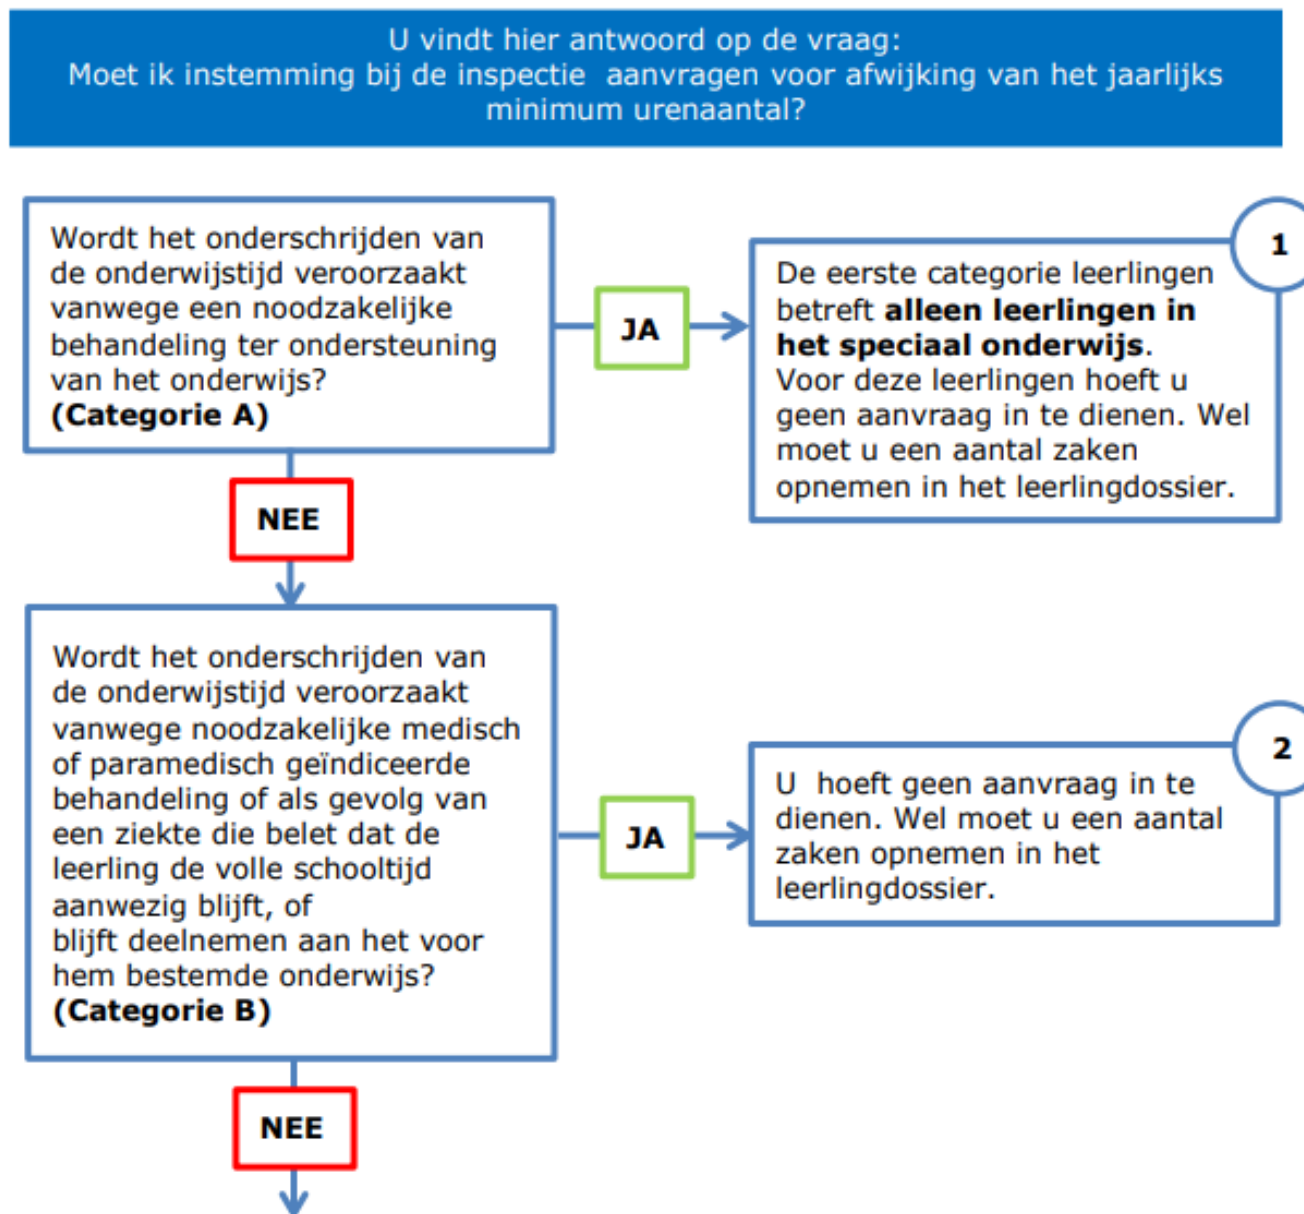 U vindt hier antwoord op de vraag:
Moet ik instemming bij de inspectie aanvragen voor afwijking van het jaarlijks
minimum urenaantal?
Wordt het onderschrijden van
de onderwijstijd veroorzaakt
vanwege een noodzakelijke
behandeling ter ondersteuning
van het onderwijs?
(Categorie A)
JA
1
De eerste categorie leerlingen
betreft alleen leerlingen in
het speciaal onderwijs.
Voor deze leerlingen hoeft u
geen aanvraag in te dienen. Wel
moet u een aantal zaken
opnemen in het leerlingdossier.
NEE
Wordt het onderschrijden van
de onderwijstijd veroorzaakt
vanwege noodzakelijke medisch
of paramedisch geïndiceerde
behandeling of als gevolg van
een ziekte die belet dat de
leerling de volle schooltijd
aanwezig blijft, of
blijft deelnemen aan het voor
hem bestemde onderwijs?
(Categorie B)
JA
2
U hoeft geen aanvraag in te
dienen. Wel moet u een aantal
zaken opnemen in het
leerlingdossier.
NEE